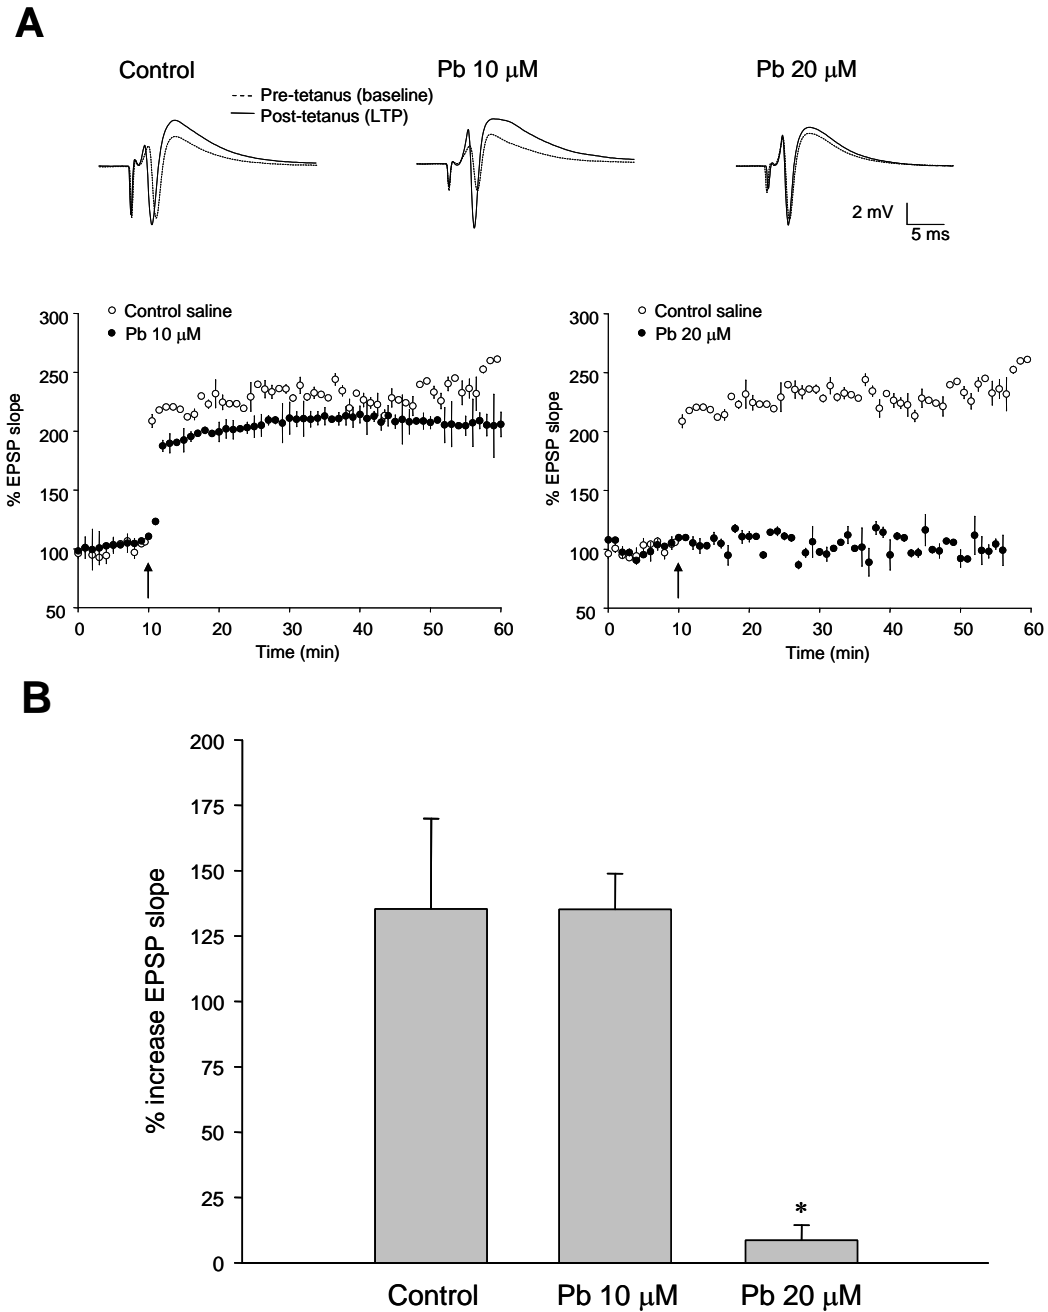 A
Control
Pb 10 μM
Pb 20 μM
Pre-tetanus (baseline)
Post-tetanus (LTP)
2 mV
5 ms
% EPSP slope
300
250
200
150
100
50
Control saline
Pb 10 μM
0
10
20
30
40
50
60
Time (min)
% EPSP slope
300
250
200
150
100
50
Control saline
Pb 20 μM
0
10
20
30
40
50
60
Time (min)
B
% increase EPSP slope
200
175
150
125
100
75
50
25
0
*
Control
Pb 10 μM
Pb 20 μM